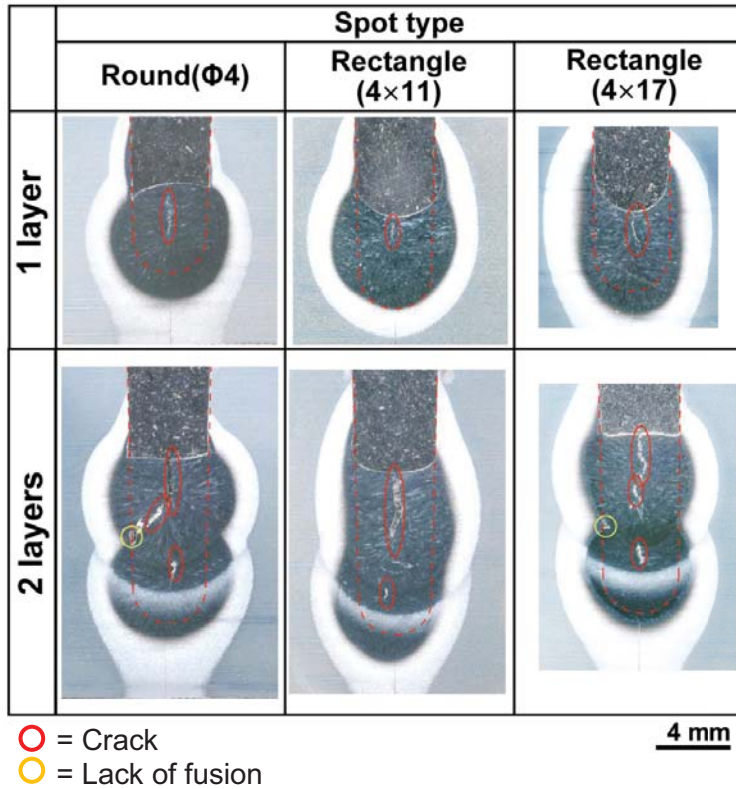 Spot type
Round(Φ4)
Rectangle
(4×11)
Rectangle
(4×17)
1 layer
2 layers
= Crack
= Lack of fusion
4 mm